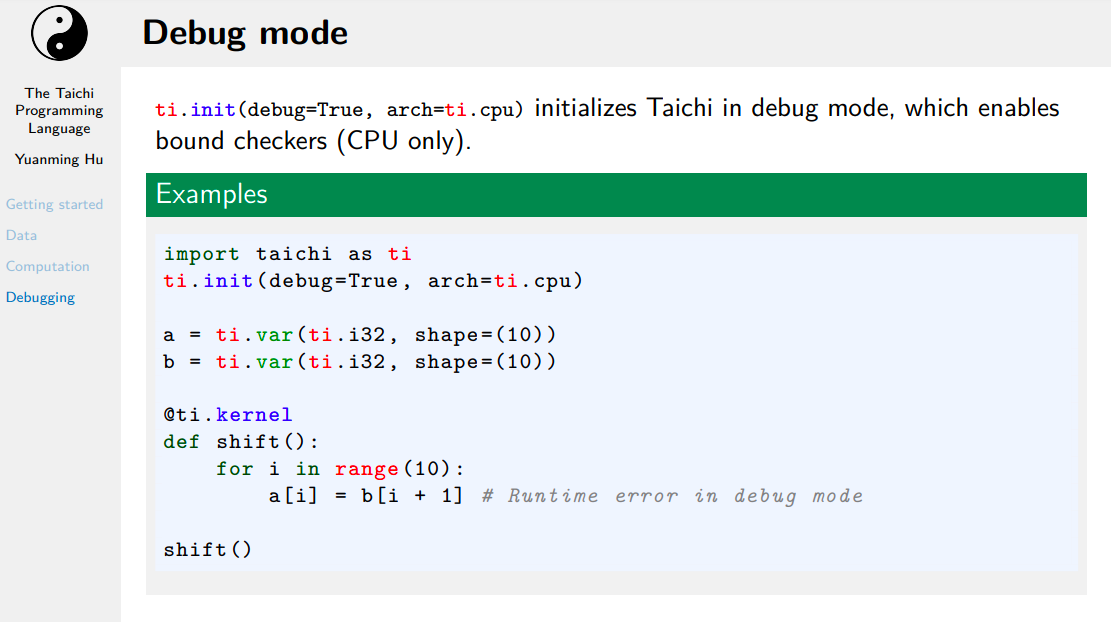 Debug mode
The Taichi
Programming
Language
Yuanming Hu
Getting started
Data
Computation
Debugging
ti.init(debug=True, arch=ti.cpu) initializes Taichi in debug mode, which enables
bound checkers (CPU only).
Examples
import taichi as ti
ti.init(debug=True, arch=ti.cpu)
a = ti.var(ti.i32, shape=(10))
b = ti.var(ti.i32, shape=(10))
@ti.kernel
def shift():
    for i in range(10):
        a[i] = b[i + 1] # Runtime error in debug mode
shift()